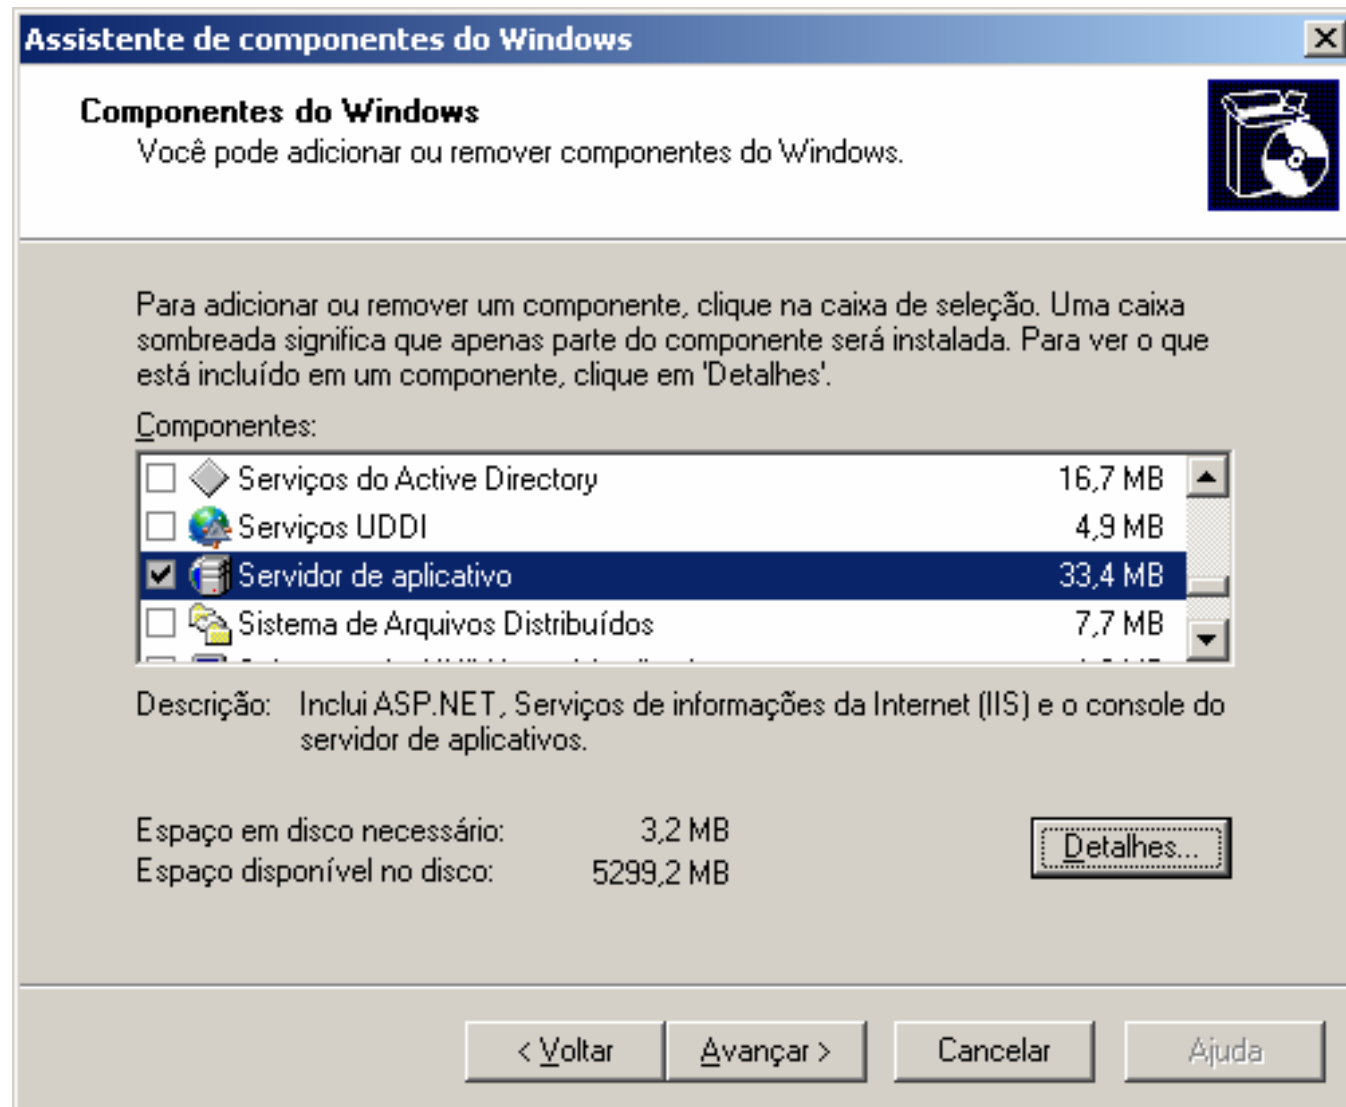 Assistente de componentes do Windows
Componentes do Windows
Você pode adicionar ou remover componentes do Windows.
Para adicionar ou remover um componente, clique na caixa de seleção. Uma caixa
sombreada significa que apenas parte do componente será instalada. Para ver o que
está incluído em um componente, clique em 'Detalhes'.
Componentes:
Serviços do Active Directory 16,7 MB
Serviços UDDI 4,9 MB
Servidor de aplicativo 33,4 MB
Sistema de Arquivos Distribuídos 7,7 MB
Descrição: Inclui ASP.NET, Serviços de informações da Internet (IIS) e o console do
servidor de aplicativos.
Espaço em disco necessário: 3,2 MB
Espaço disponível no disco: 5299,2 MB
Detalhes...
< Voltar Avançar > Cancelar Ajuda